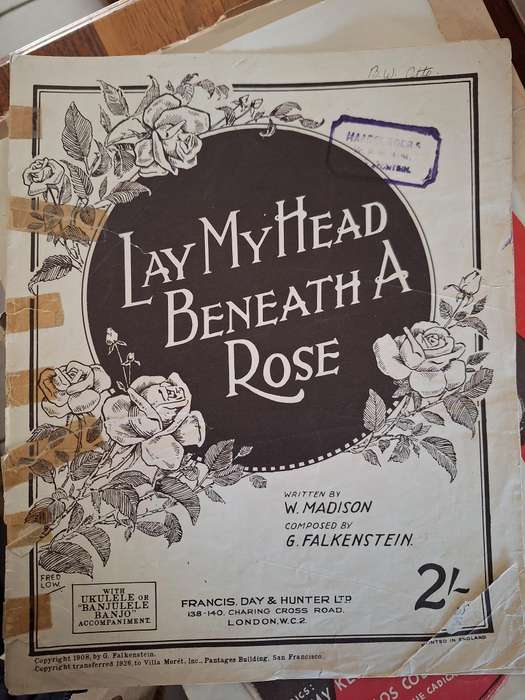 LAY MY HEAD
BENEATH A
ROSE
WRITTEN BY
W. MADISON
COMPOSED BY
G. FALKENSTEIN.
FRED
LOW.
WITH
UKULELE OR
"BANJULELE
BANJO"
ACCOMPANIMENT.
FRANCIS, DAY & HUNTER LTD
138-140, CHARING CROSS ROAD,
LONDON, W.C.2.
2/-
PRINTED IN ENGLAND
Copyright 1908, by G. Falkenstein.
Copyright transferred 1926, to Villa Morét, Inc., Pantages Building, San Francisco.